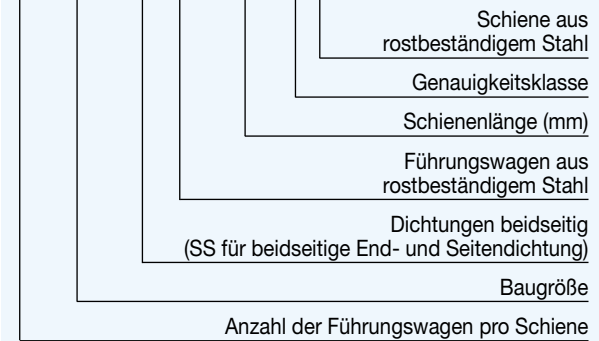 Schiene aus
rostbeständigem Stahl
Genauigkeitsklasse
Schienenlänge (mm)
Führungswagen aus
rostbeständigem Stahl
Dichtungen beidseitig
(SS für beidseitige End- und Seitendichtung)
Baugröße
Anzahl der Führungswagen pro Schiene